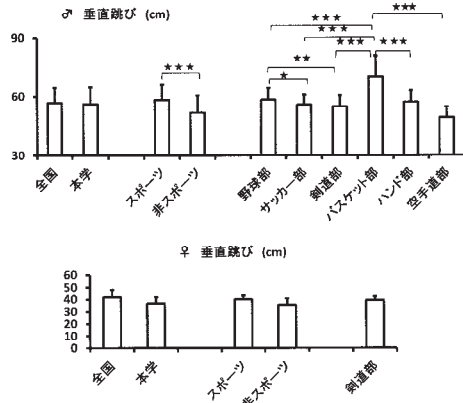 ♂ 垂直跳び (cm)
★★★
★★★
★★★
★★★ ★★★
★★
★★★
★
90
60
30
全国
本学
スポーツ
非スポーツ
野球部
サッカー部
剣道部
バスケット部
ハンド部
空手道部
♀ 垂直跳び (cm)
60
50
40
30
20
10
0
全国
本学
スポーツ
非スポーツ
剣道部